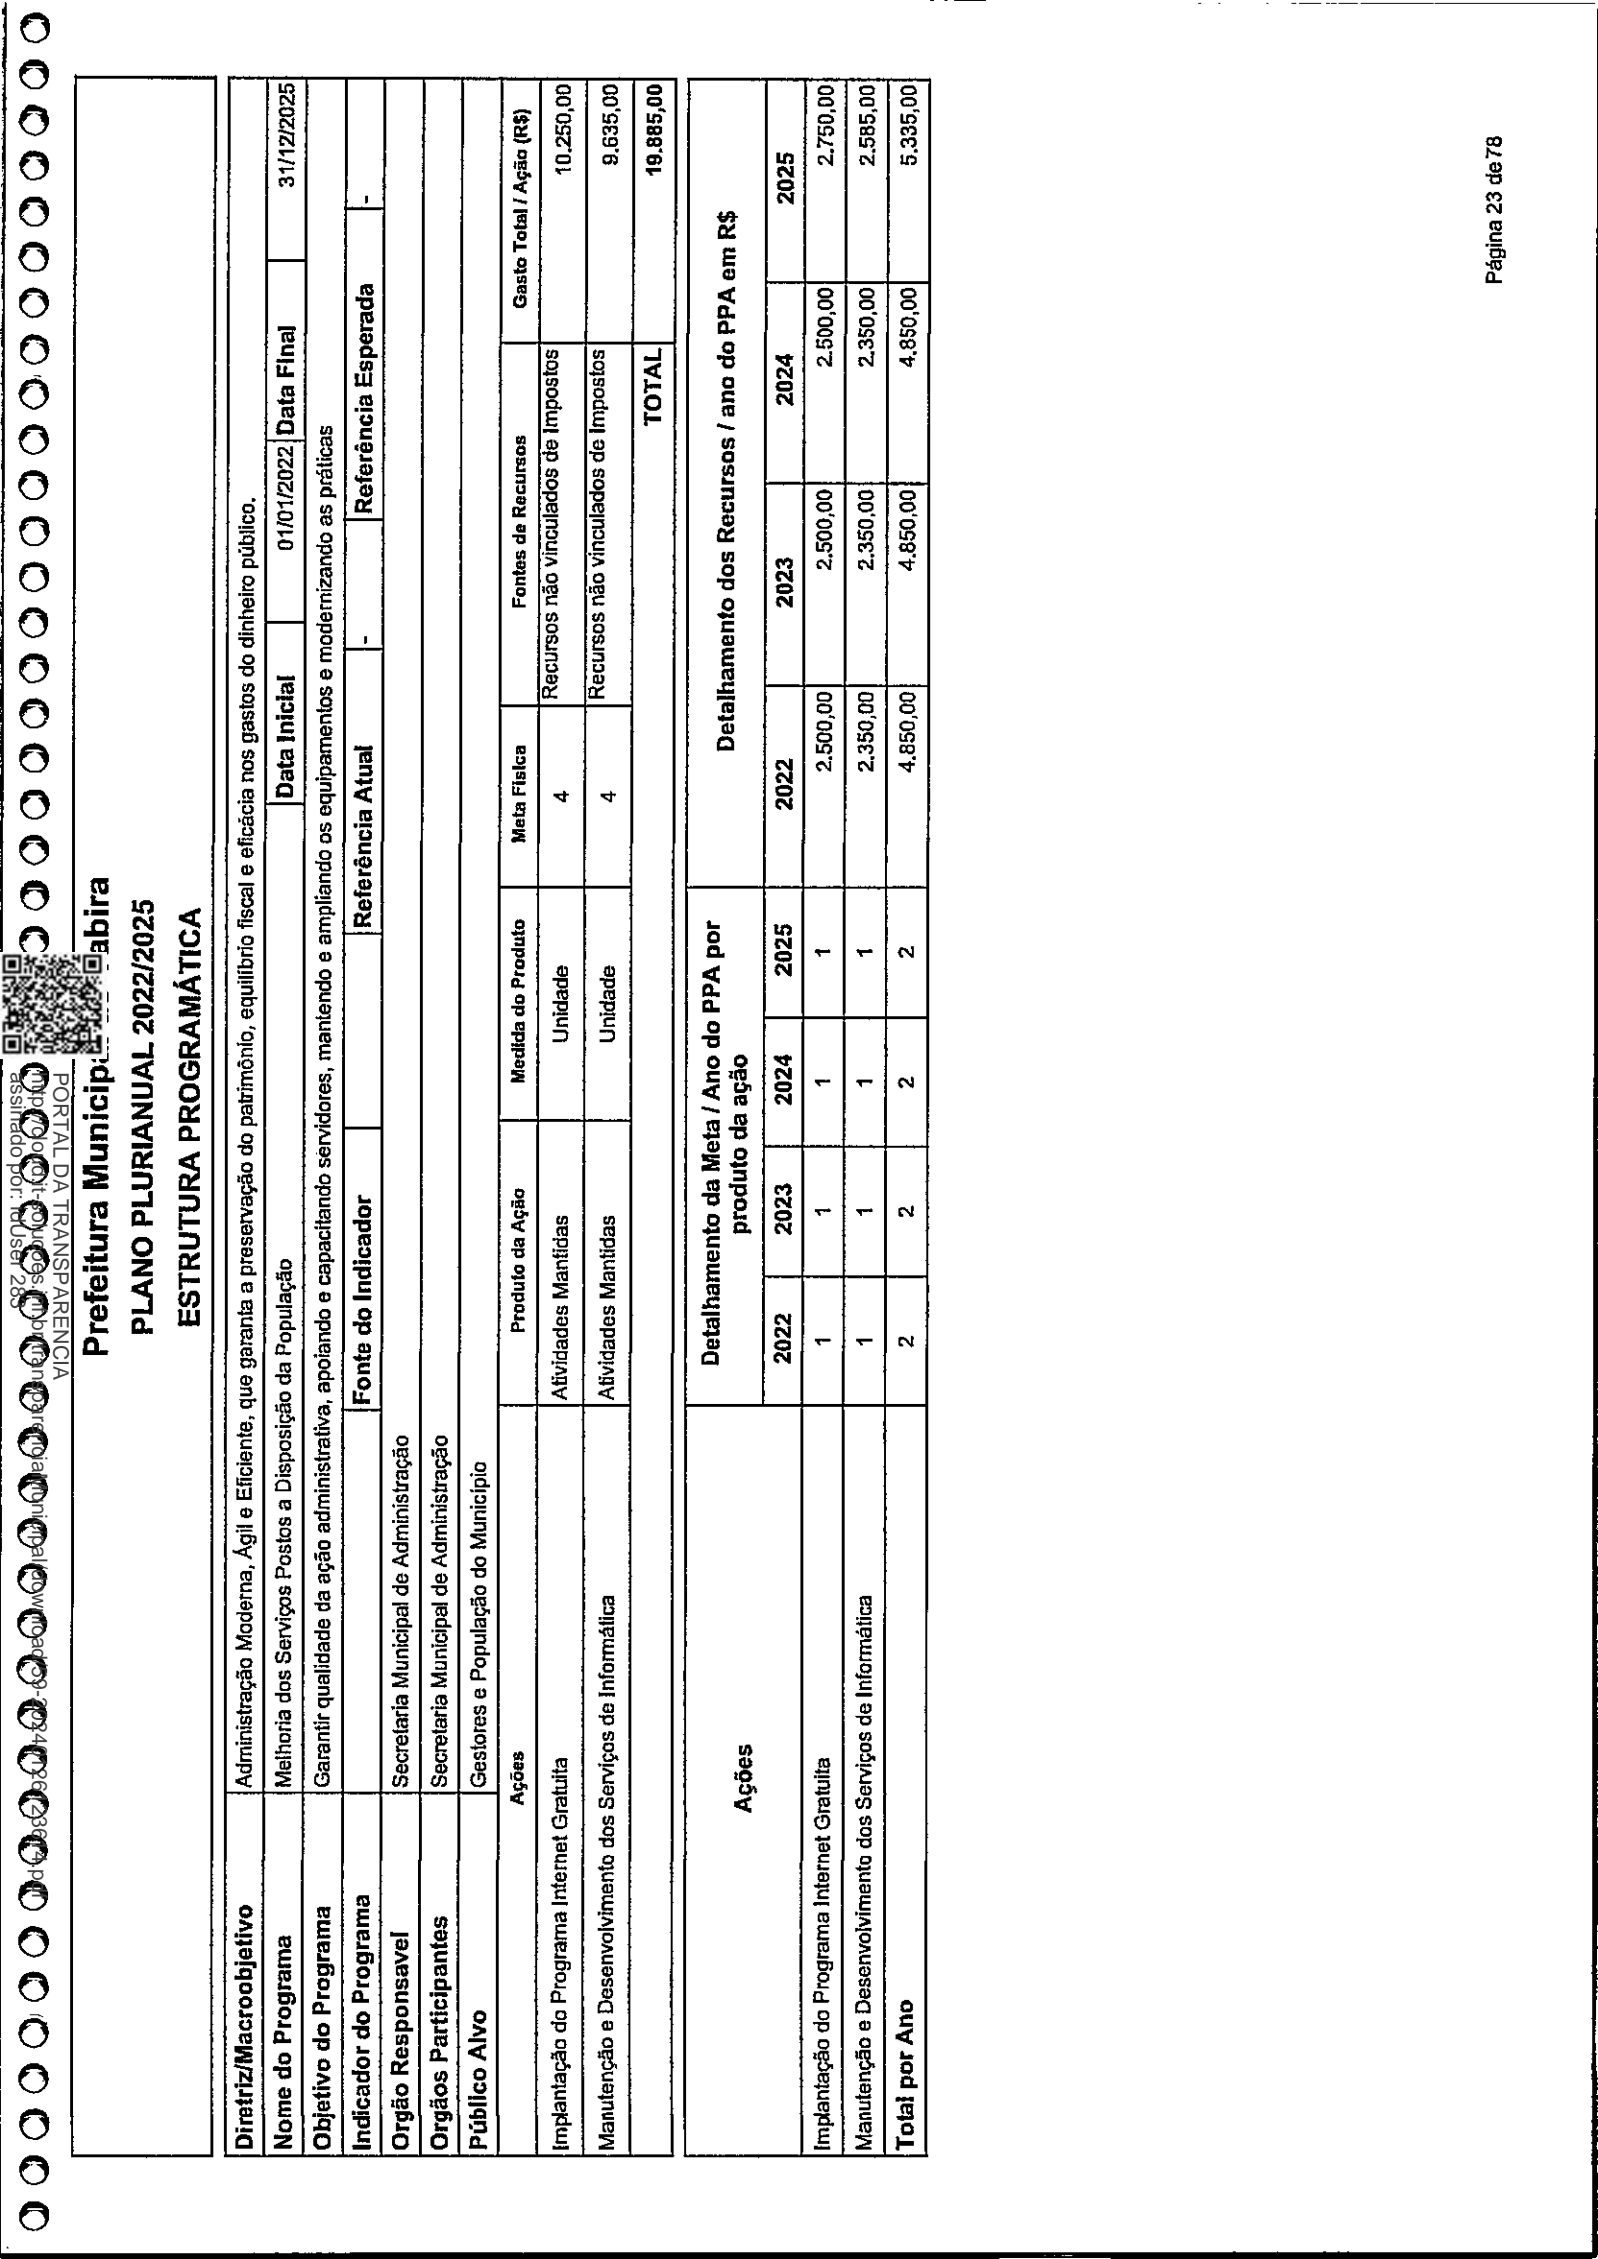 PORTAL DA TRANSPARENCIA
assinado por: idUser 285
Prefeitura Municipa abira
PLANO PLURIANUAL 2022/2025
ESTRUTURA PROGRAMÁTICA
Diretriz/Macroobjetivo Administração Moderna, Ágil e Eficiente, que garanta a preservação do patrimônio, equilíbrio fiscal e eficácia nos gastos do dinheiro público.
Nome do Programa Melhoria dos Serviços Postos a Disposição da População Data Inicial 01/01/2022 Data Final 31/12/2025
Objetivo do Programa Garantir qualidade da ação administrativa, apoiando e capacitando servidores, mantendo e ampliando os equipamentos e modernizando as práticas
Indicador do Programa Fonte do Indicador Referência Atual - Referência Esperada -
Orgão Responsavel Secretaria Municipal de Administração
Orgãos Participantes Secretaria Municipal de Administração
Público Alvo Gestores e População do Município
Ações Produto da Ação Medida do Produto Meta Física Fontes de Recursos Gasto Total / Ação (R$)
Implantação do Programa Internet Gratuita Atividades Mantidas Unidade 4 Recursos não vinculados de Impostos 10.250,00
Manutenção e Desenvolvimento dos Serviços de Informática Atividades Mantidas Unidade 4 Recursos não vinculados de Impostos 9.635,00
TOTAL 19.885,00
Ações Detalhamento da Meta / Ano do PPA por produto da ação Detalhamento dos Recursos / ano do PPA em R$
2022 2023 2024 2025 2022 2023 2024 2025
Implantação do Programa Internet Gratuita 1 1 1 1 2.500,00 2.500,00 2.500,00 2.750,00
Manutenção e Desenvolvimento dos Serviços de Informática 1 1 1 1 2.350,00 2.350,00 2.350,00 2.585,00
Total por Ano 2 2 2 2 4.850,00 4.850,00 4.850,00 5.335,00
Página 23 de 78